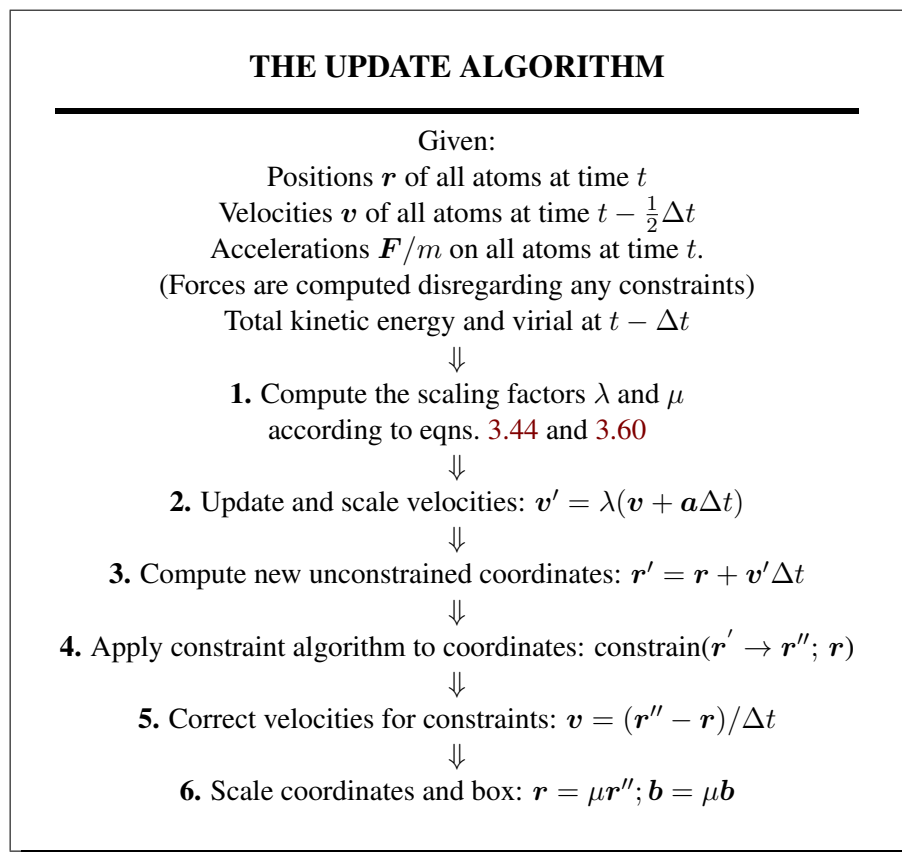 THE UPDATE ALGORITHM
Given:
Positions r of all atoms at time t
Velocities v of all atoms at time t − ½Δt
Accelerations F/m on all atoms at time t.
(Forces are computed disregarding any constraints)
Total kinetic energy and virial at t − Δt
⇓
1. Compute the scaling factors λ and μ
according to eqns. 3.44 and 3.60
⇓
2. Update and scale velocities: v′ = λ(v + aΔt)
⇓
3. Compute new unconstrained coordinates: r′ = r + v′Δt
⇓
4. Apply constraint algorithm to coordinates: constrain(r′ → r″; r)
⇓
5. Correct velocities for constraints: v = (r″ − r)/Δt
⇓
6. Scale coordinates and box: r = μr″; b = μb